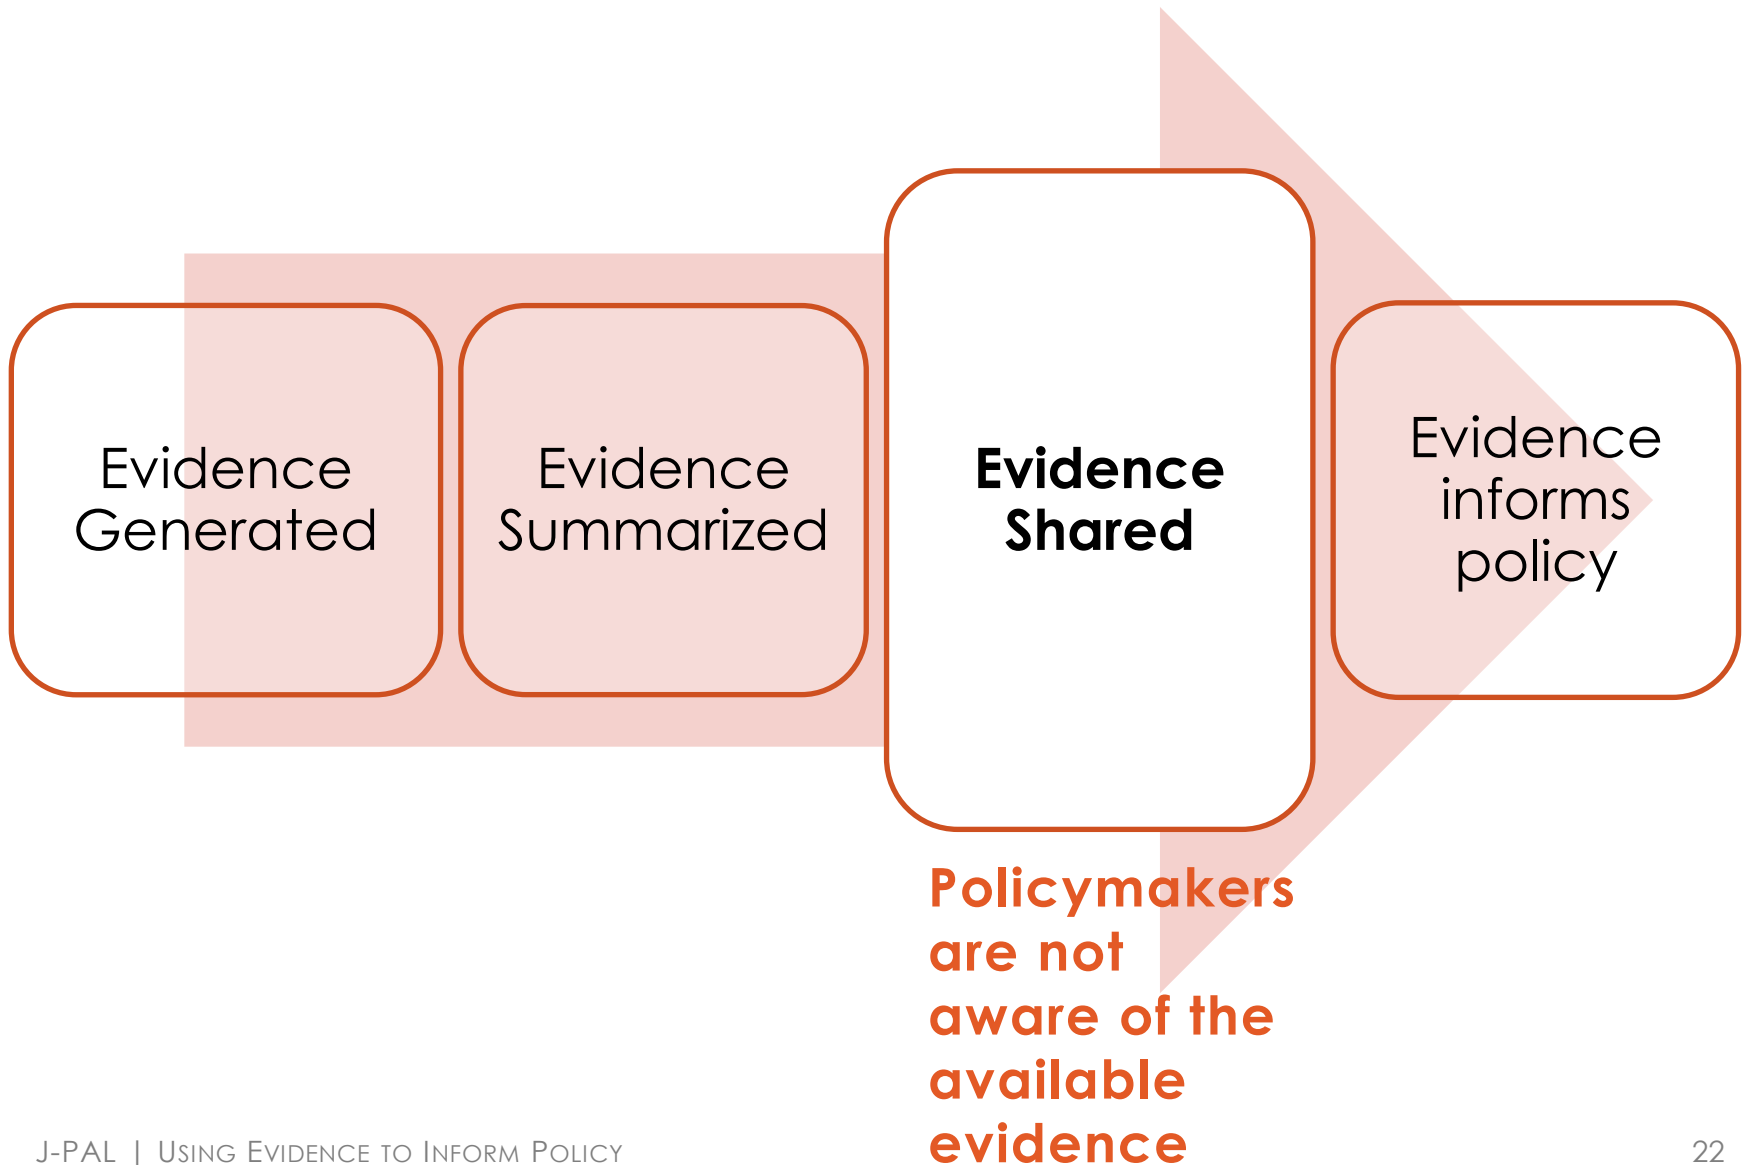 Evidence
Generated
Evidence
Summarized
Evidence
Shared
Evidence
informs
policy
Policymakers
are not
aware of the
available
evidence
J-PAL | USING EVIDENCE TO INFORM POLICY
22